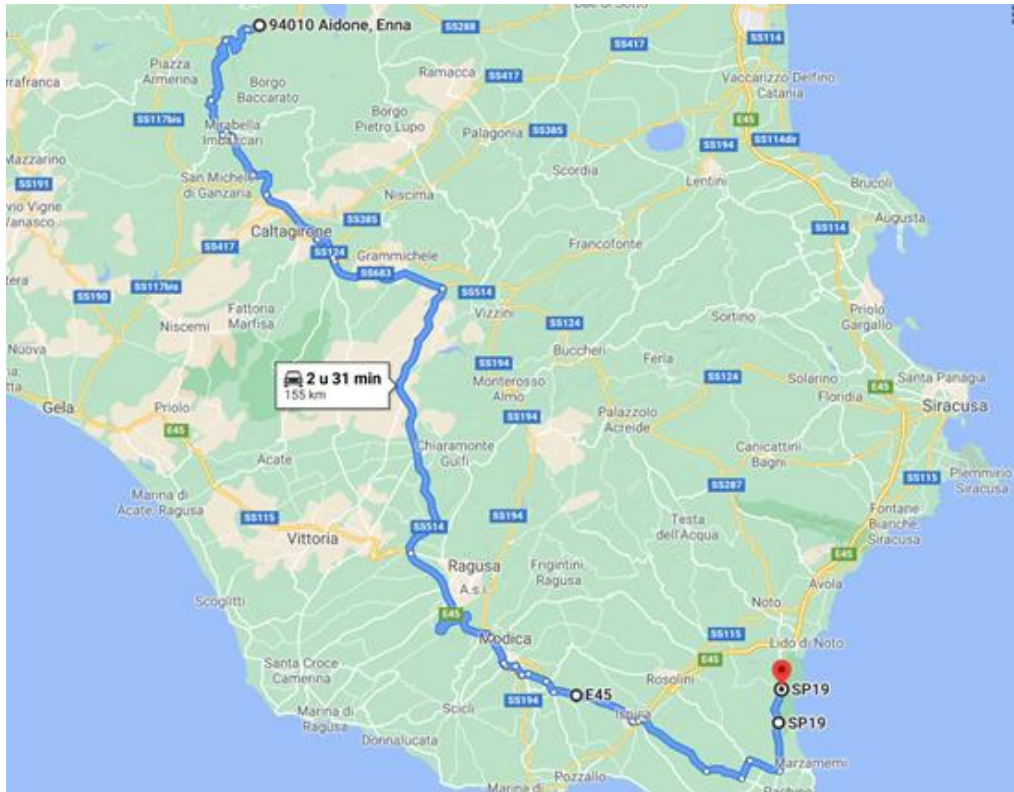 94010 Aidone, Enna
SS288
SS114
SS417
Piazza
Armerina
Ramacca
SS417
Borgo
Baccarato
Vaccarizzo Delfino
Catania
SS117bis
Borgo
Pietro Lupo
Mirabella
Imbaccari
Palagonia
SS385
E45
SS194
SS114dir
Mazzarino
SS191
San Michele
di Ganzaria
Scordia
Lentini
Brucoli
Niscima
SS385
Augusta
Caltagirone
SS417
SS124
Grammichele
Francofonte
SS114
SS683
SS190
SS117bis
SS514
Vizzini
Fattoria
Marfisa
Niscemi
SS124
Sortino
Priolo
Gargallo
Nuova
Buccheri
Ferla
SS194
2 u 31 min
155 km
Monterosso
Almo
SS124
Solarino
Floridia
E45
Santa Panagia
Siracusa
Gela
Priolo
E45
SS194
Palazzolo
Acreide
Chiaramonte
Gulfi
Canicattini
Bagni
Acate
Plemmirio
Siracusa
SS115
SS287
Marina di
Acate, Ragusa
SS115
Vittoria
SS514
SS194
Testa
dell'Acqua
Fontane
Bianche,
Siracusa
E45
Ragusa
A.s.i.
Frigintini
Ragusa
Avola
Scoglitti
Noto
E45
Modica
SS115
Lido di Noto
E45
Santa Croce
Camerina
Rosolini
SP19
E45
SS194
Scicli
Marina di
Ragusa
Ispica
SP19
Donnalucata
Marzamemi
Pozzallo
Marina di
Pachino